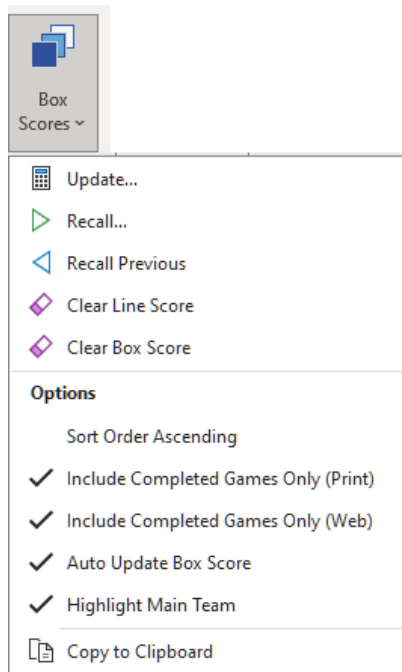 Box
Scores
Update...
Recall...
Recall Previous
Clear Line Score
Clear Box Score
Options
Sort Order Ascending
Include Completed Games Only (Print)
Include Completed Games Only (Web)
Auto Update Box Score
Highlight Main Team
Copy to Clipboard